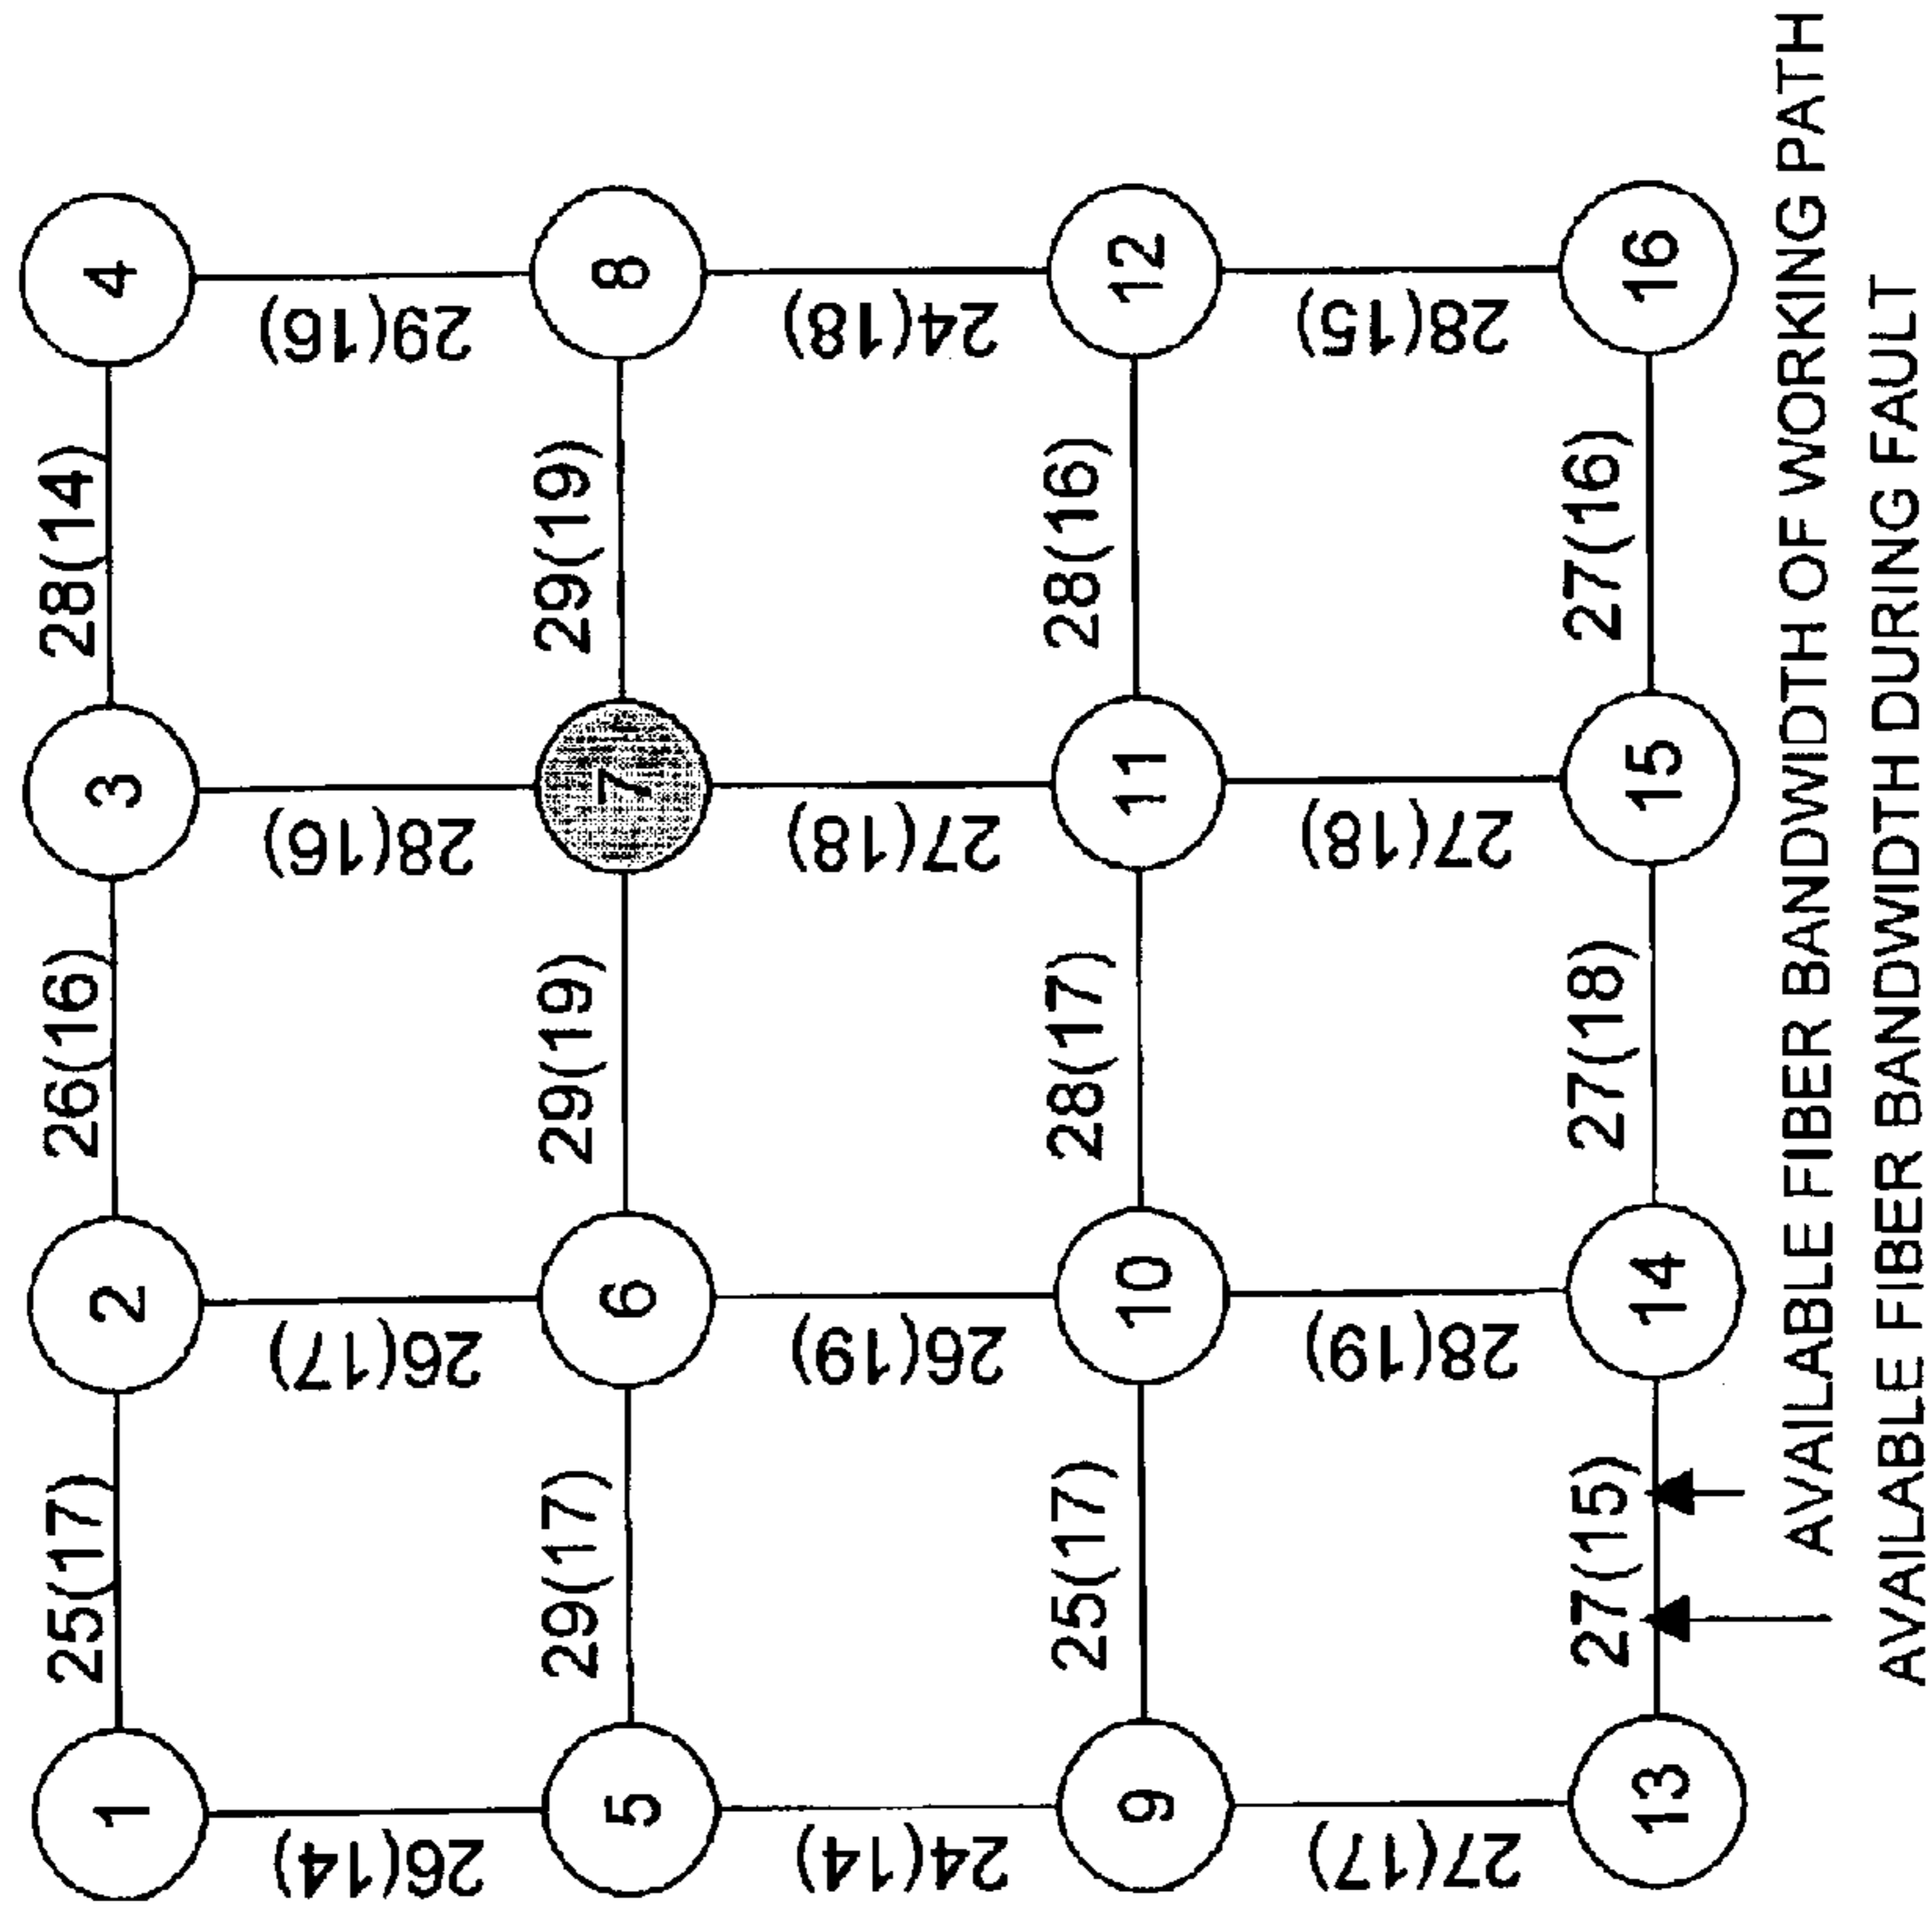 1 25(17) 2 26(16) 3 28(14) 4
26(14) 26(17) 28(16) 29(16)
5 29(17) 6 29(19) 7 29(19) 8
24(14) 26(19) 27(18) 24(18)
9 25(17) 10 28(17) 11 28(16) 12
27(17) 28(19) 27(18) 28(15)
13 27(15) 14 27(18) 15 27(16) 16
AVAILABLE FIBER BANDWIDTH OF WORKING PATH
AVAILABLE FIBER BANDWIDTH DURING FAULT